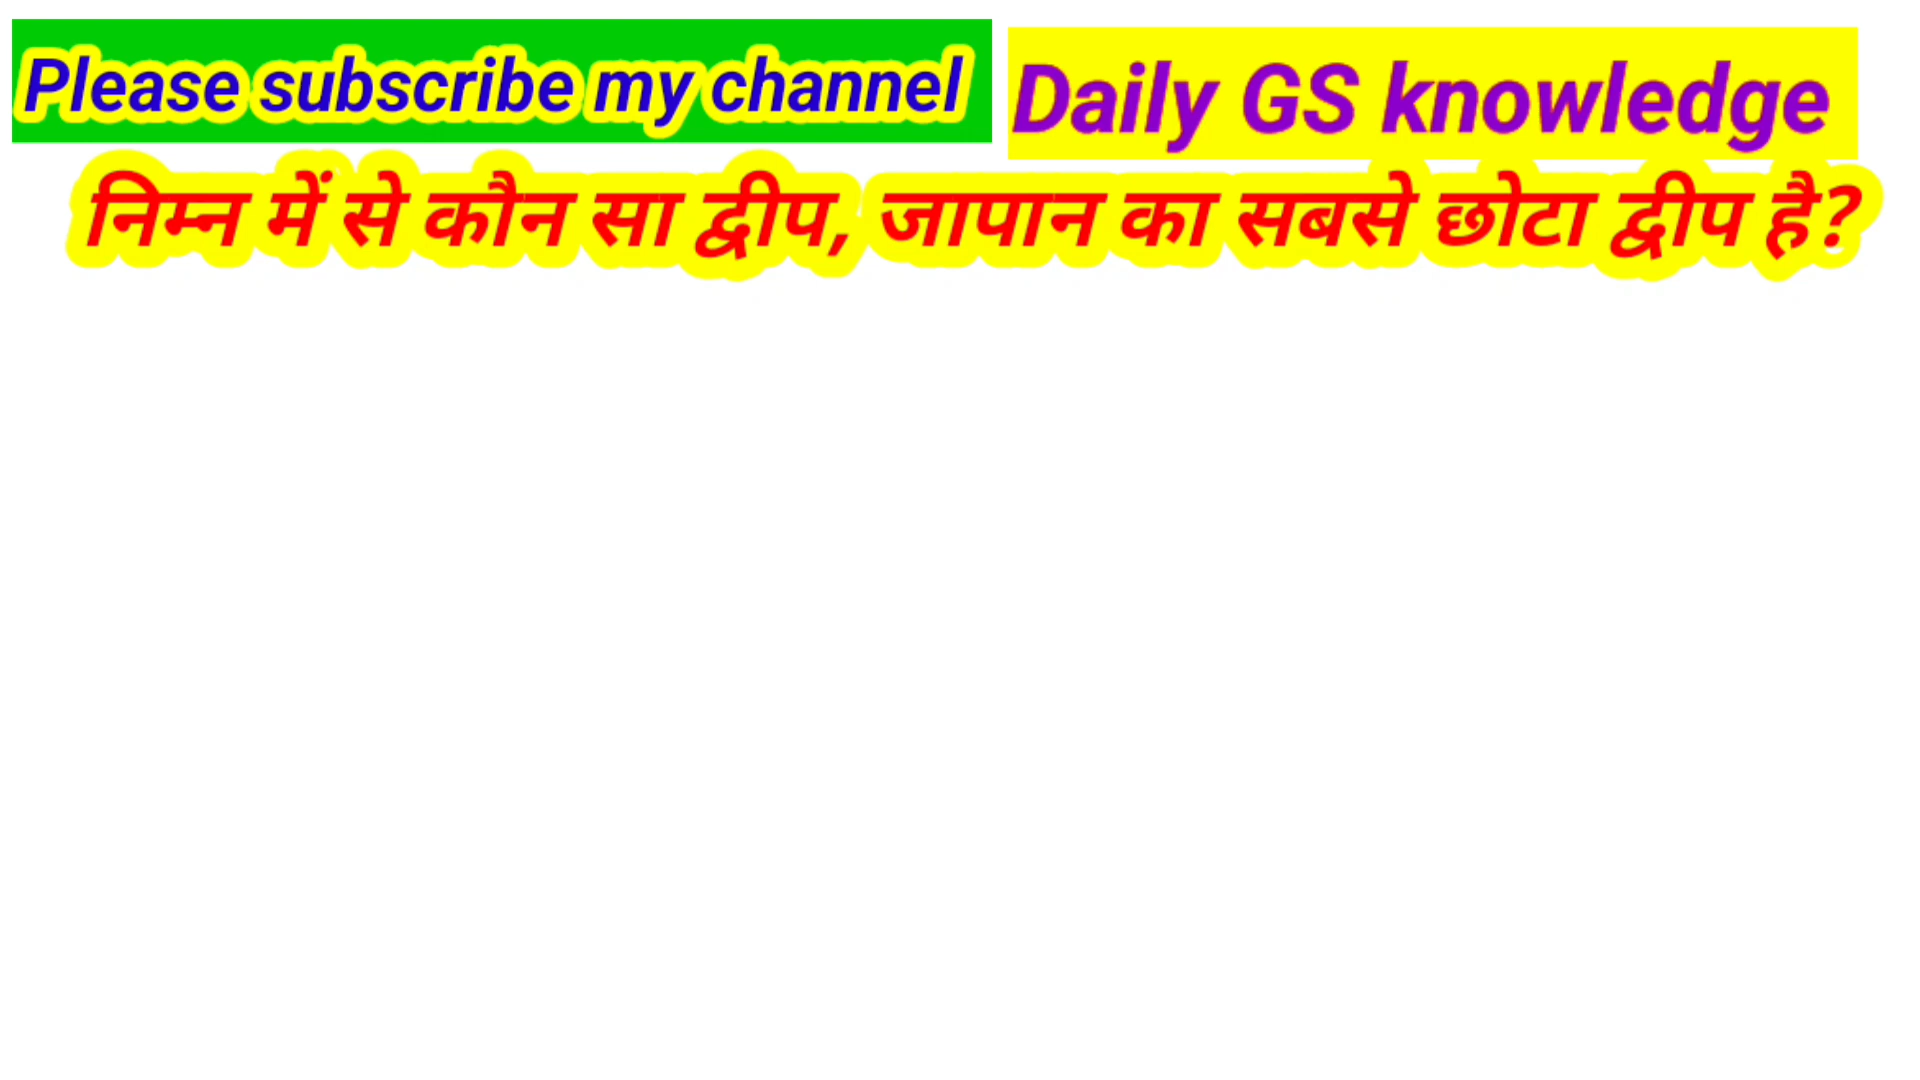 Please subscribe my channel
Daily GS knowledge
निम्न में से कौन सा द्वीप, जापान का सबसे छोटा द्वीप है?